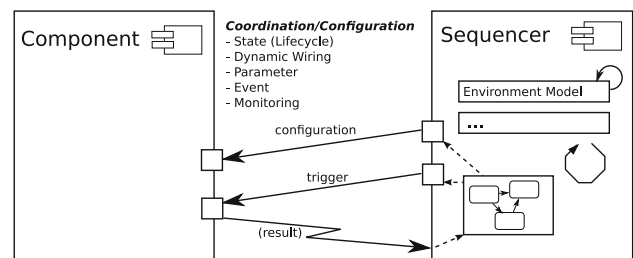 Component
Coordination/Configuration
- State (Lifecycle)
- Dynamic Wiring
- Parameter
- Event
- Monitoring
Sequencer
Environment Model
...
configuration
trigger
(result)